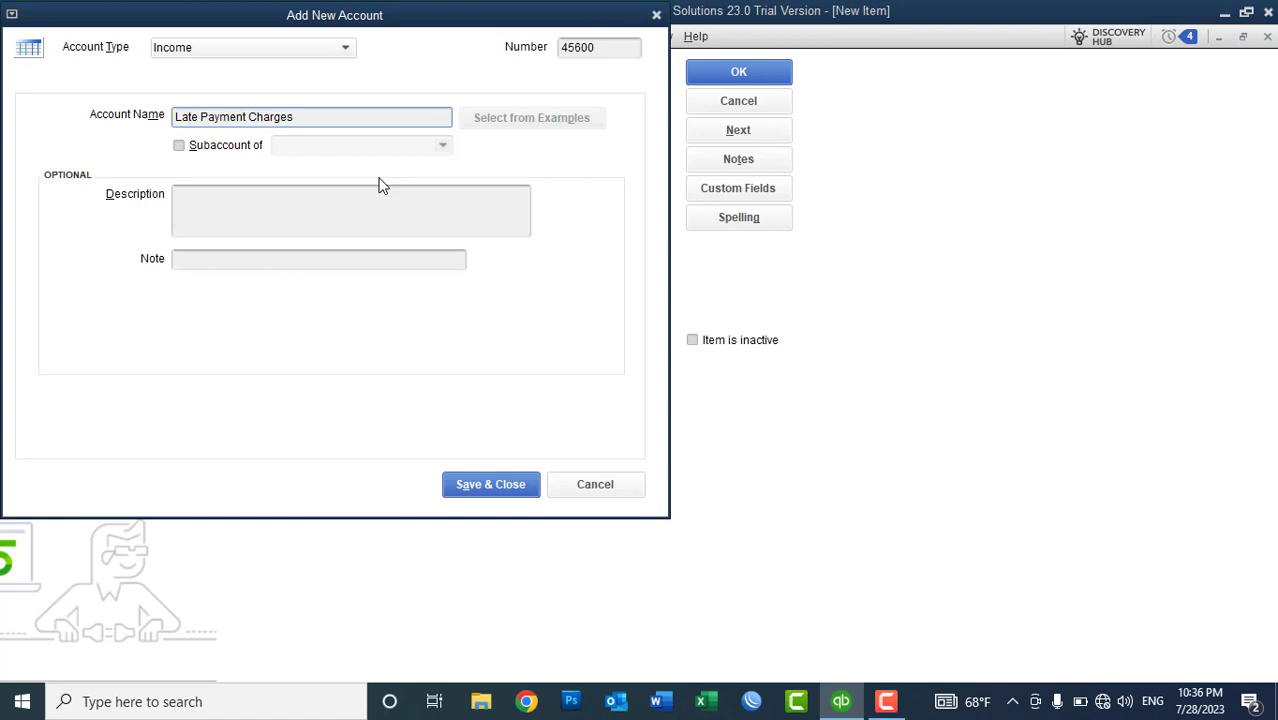 Add New Account
Solutions 23.0 Trial Version - [New Item]
Account Type Income Number 45600
Help
DISCOVERY
HUB
4
OK
Account Name Late Payment Charges Select from Examples
Cancel
Subaccount of
Next
OPTIONAL
Notes
Description
Custom Fields
Spelling
Note
Item is inactive
Save & Close Cancel
Type here to search
Ps
qb
68°F
ENG
10:36 PM
7/28/2023
2